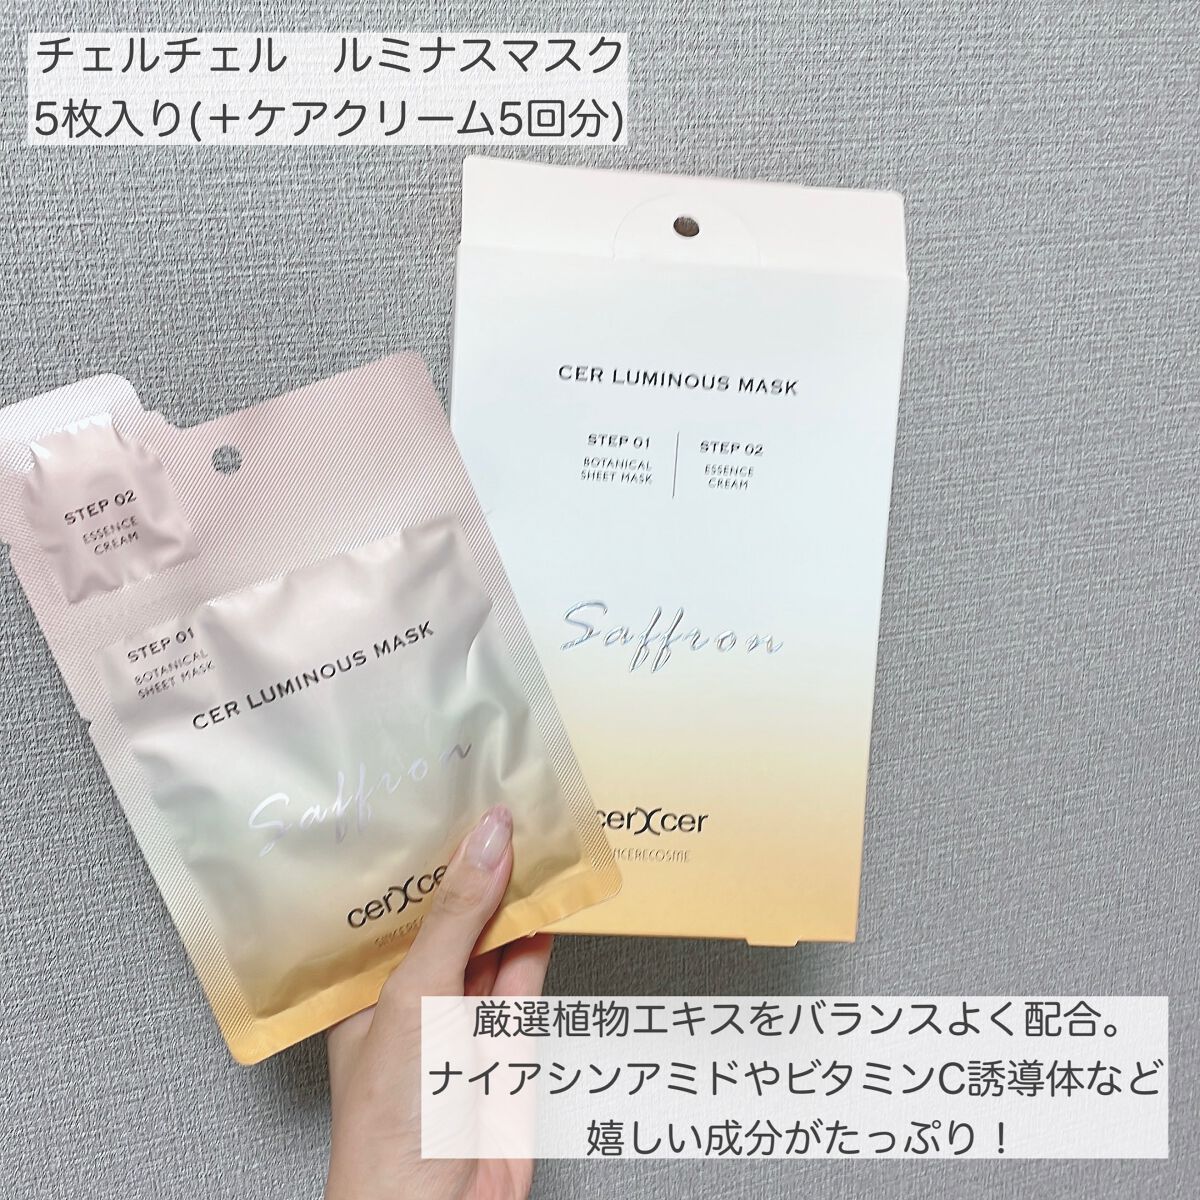 チェルチェル　ルミナスマスク
5枚入り(＋ケアクリーム5回分)
CER LUMINOUS MASK
STEP 01
BOTANICAL
SHEET MASK
STEP 02
ESSENCE
CREAM
Saffron
cerXcer
STEP 02
ESSENCE
CREAM
STEP 01
BOTANICAL
SHEET MASK
CER LUMINOUS MASK
Saffron
cerXce
厳選植物エキスをバランスよく配合。
ナイアシンアミドやビタミンC誘導体など
嬉しい成分がたっぷり！